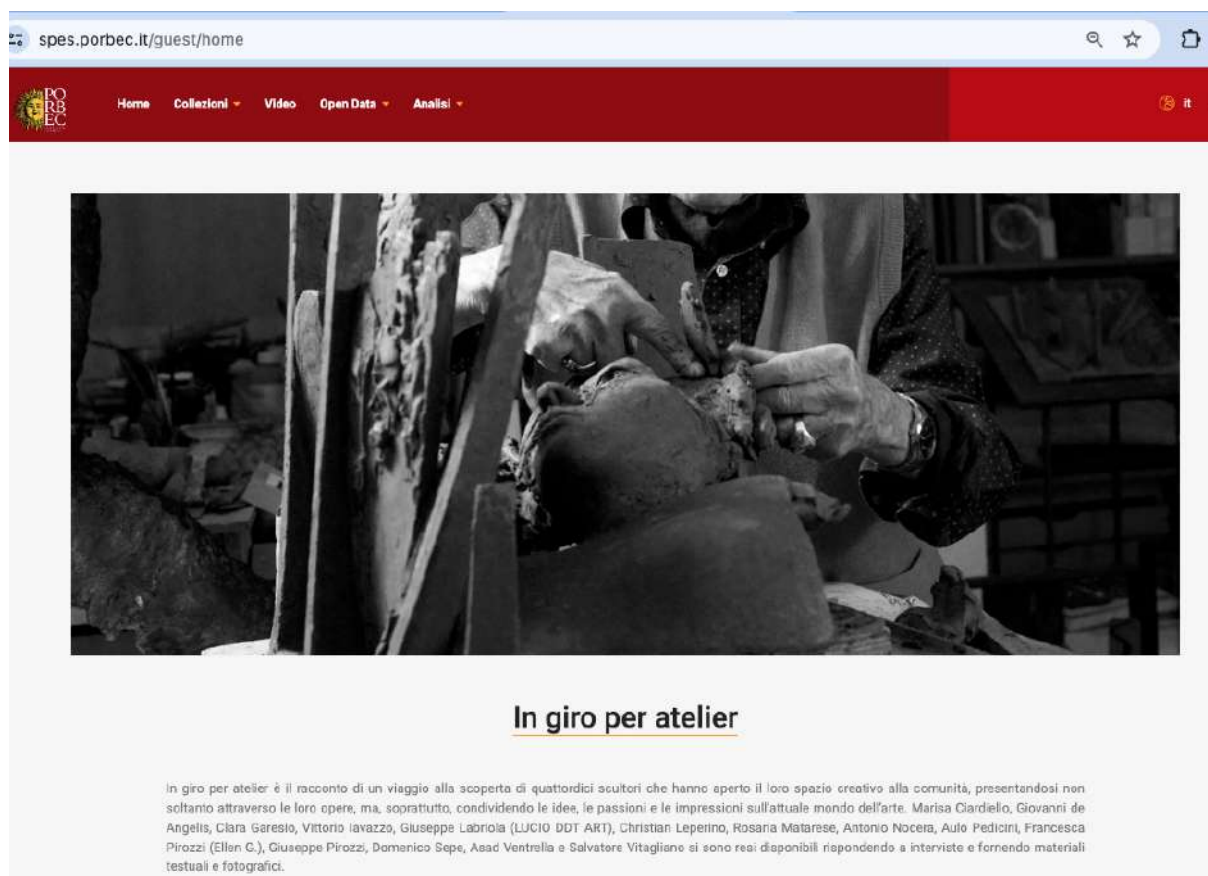 spes.porbec.it/guest/home
PO
RB
EC
Home Collezioni Video Open Data Analisi it
In giro per atelier
In giro per atelier è il racconto di un viaggio alla scoperta di quattordici scultori che hanno aperto il loro spazio creativo alla comunità, presentandosi non
soltanto attraverso le loro opere, ma, soprattutto, condividendo le idee, le passioni e le impressioni sull'attuale mondo dell'arte. Marisa Ciardiello, Giovanni de
Angelis, Clara Garesio, Vittorio Iavazzo, Giuseppe Labriola (LUCIO DDT ART), Christian Leperino, Rosaria Matarese, Antonio Nocera, Aulo Pedicini, Francesca
Pirozzi (Ellen G.), Giuseppe Pirozzi, Domenico Sepe, Asad Ventrella e Salvatore Vitagliano si sono resi disponibili rispondendo a interviste e fornendo materiali
testuali e fotografici.